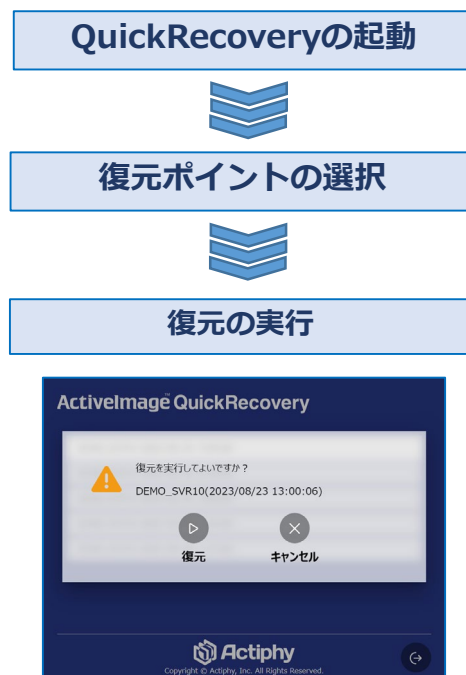 QuickRecoveryの起動
復元ポイントの選択
復元の実行
ActiveImage™ QuickRecovery
復元を実行してよいですか？
DEMO_SVR10(2023/08/23 13:00:06)
復元 キャンセル
Actiphy
Copyright © Actiphy, Inc. All Rights Reserved.